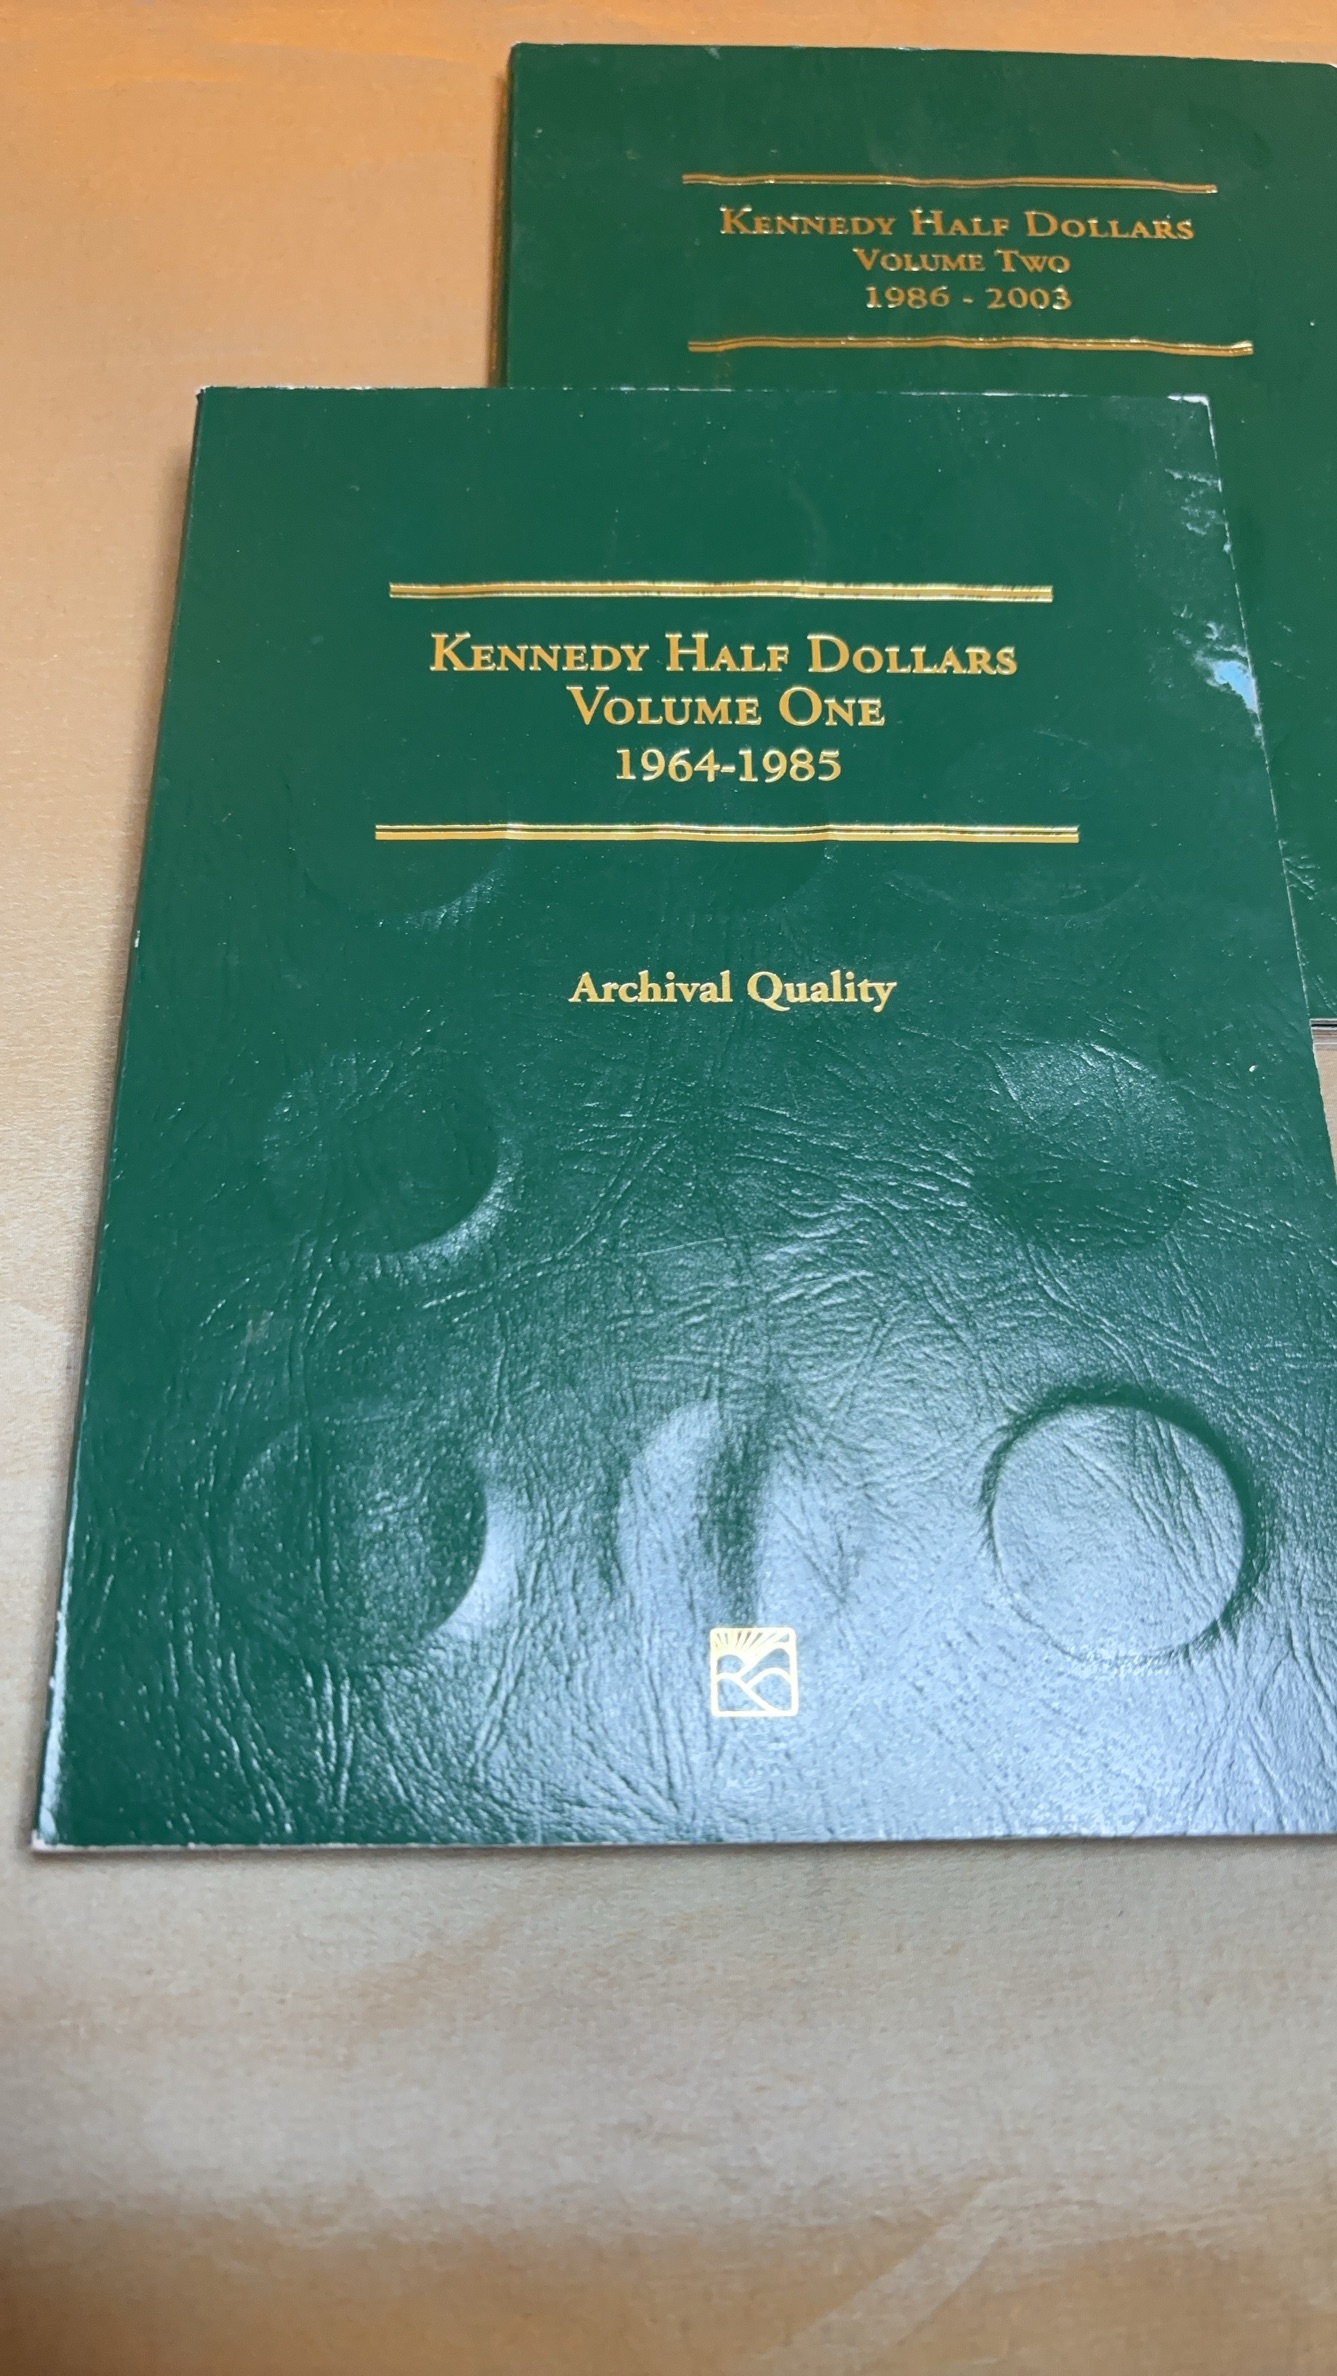 Kennedy Half Dollars
Volume Two
1986 - 2003
Kennedy Half Dollars
Volume One
1964-1985
Archival Quality